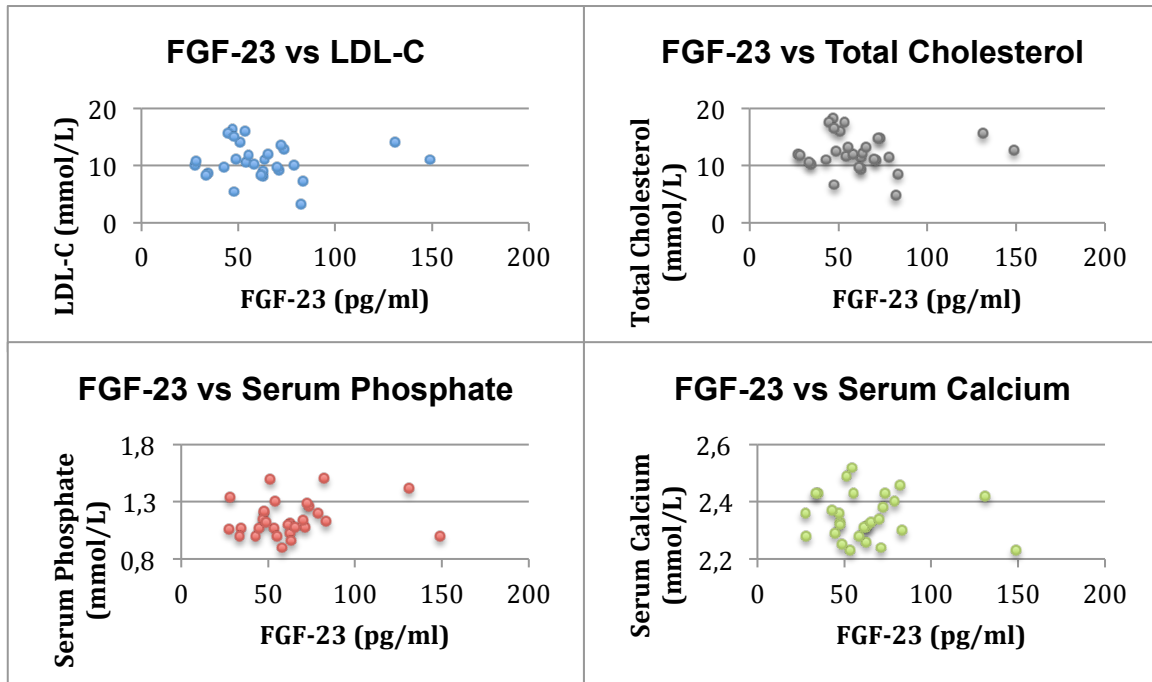 FGF-23 vs LDL-C
LDL-C (mmol/L)
20
10
0
0 50 100 150 200
FGF-23 (pg/ml)
FGF-23 vs Total Cholesterol
Total Cholesterol
(mmol/L)
20
10
0
0 50 100 150 200
FGF-23 (pg/ml)
FGF-23 vs Serum Phosphate
Serum Phosphate
(mmol/L)
1,8
1,3
0,8
0 50 100 150 200
FGF-23 (pg/ml)
FGF-23 vs Serum Calcium
Serum Calcium
(mmol/L)
2,6
2,4
2,2
0 50 100 150 200
FGF-23 (pg/ml)